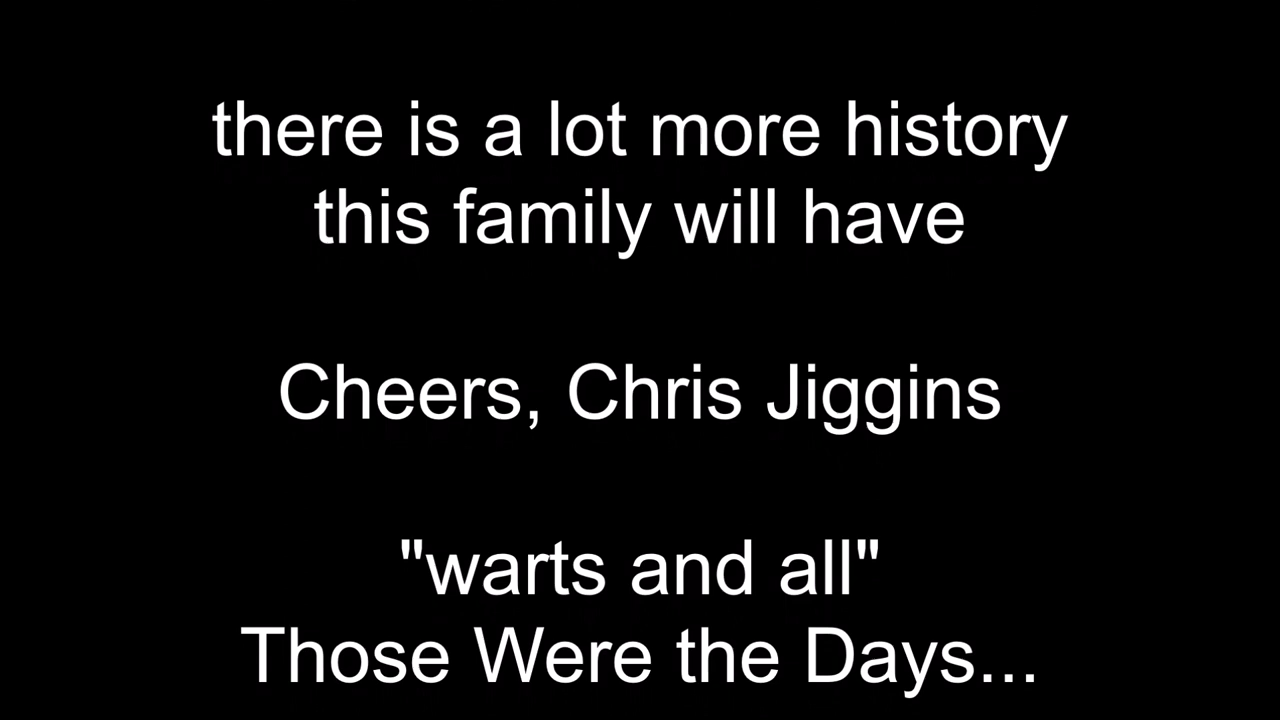 there is a lot more history
this family will have
Cheers, Chris Jiggins
"warts and all"
Those Were the Days...